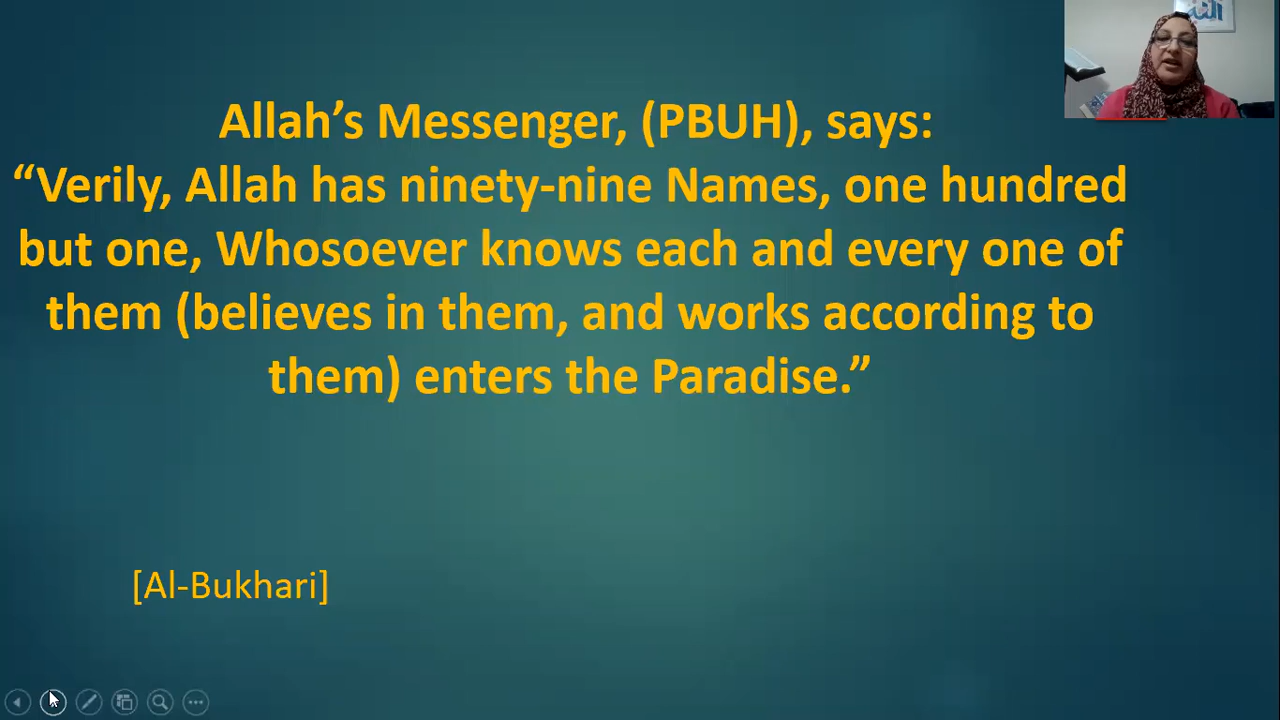 Allah’s Messenger, (PBUH), says:
“Verily, Allah has ninety-nine Names, one hundred
but one, Whosoever knows each and every one of
them (believes in them, and works according to
them) enters the Paradise.”
[Al-Bukhari]
الله